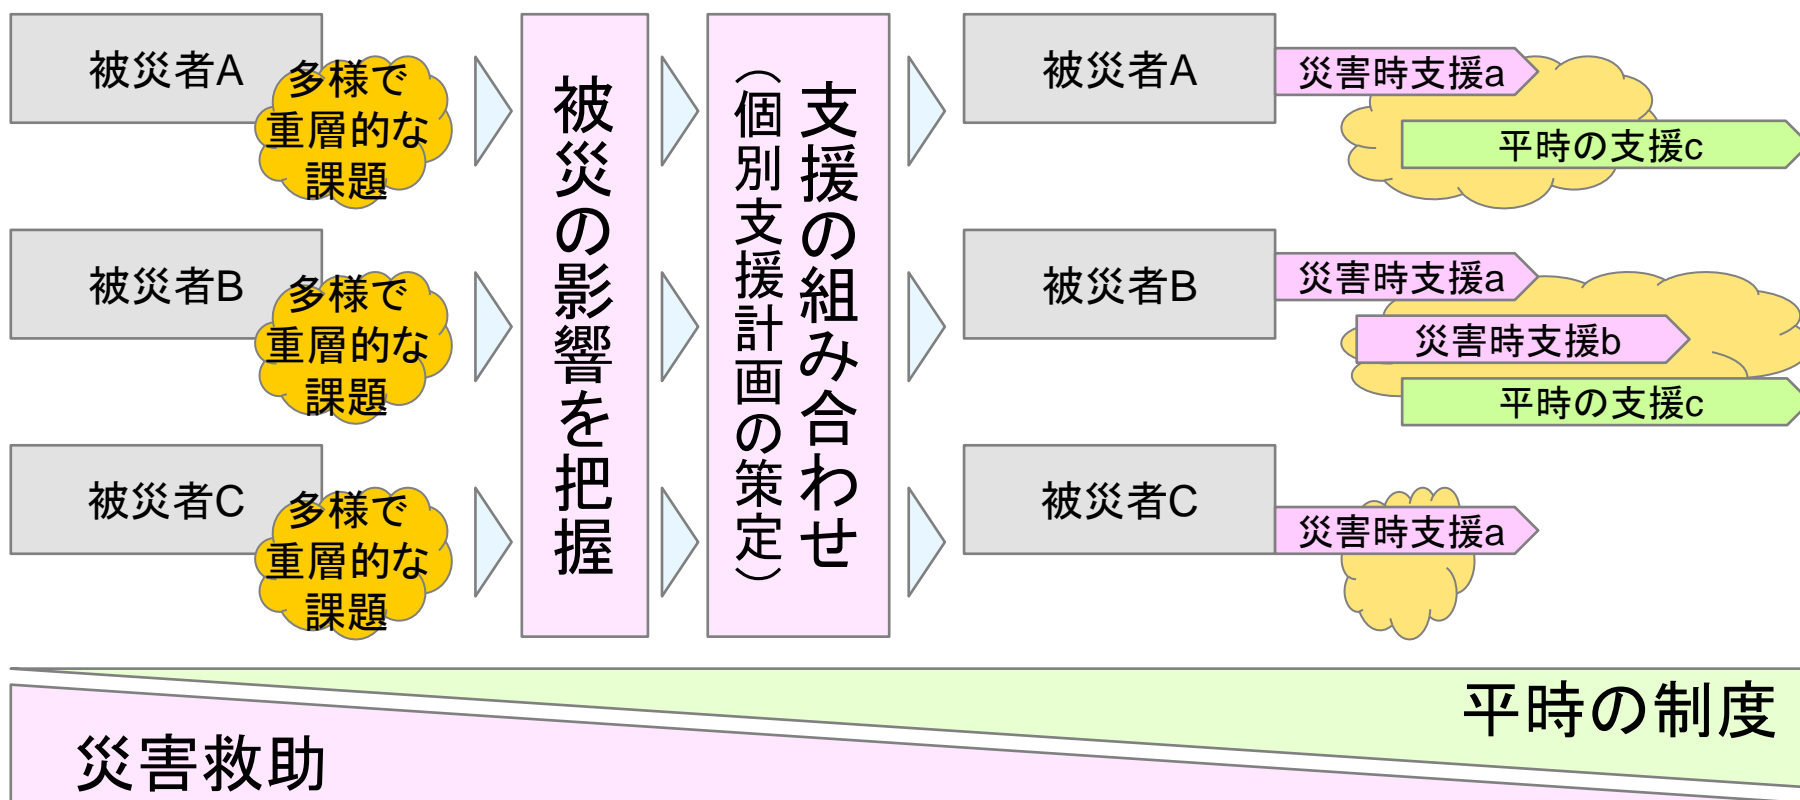 被災者A
多様で
重層的な
課題
被災者B
多様で
重層的な
課題
被災者C
多様で
重層的な
課題
被災の影響を把握
支援の組み合わせ
（個別支援計画の策定）
被災者A
災害時支援a
平時の支援c
被災者B
災害時支援a
災害時支援b
平時の支援c
被災者C
災害時支援a
平時の制度
災害救助